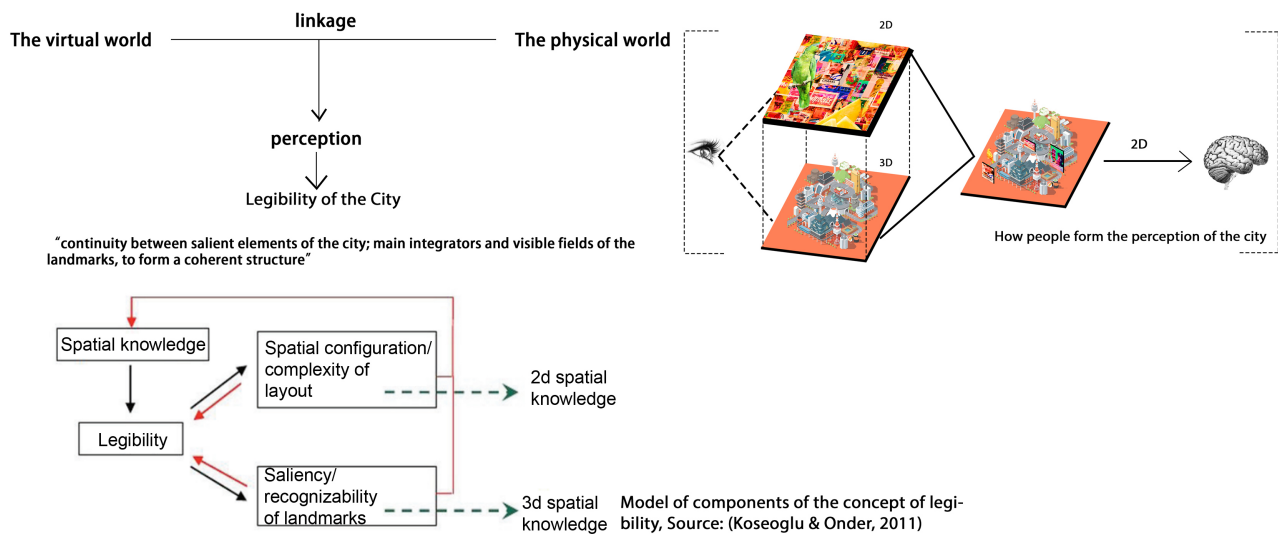 linkage
The virtual world
The physical world
perception
Legibility of the City
“continuity between salient elements of the city; main integrators and visible fields of the
landmarks, to form a coherent structure”
2D
3D
2D
How people form the perception of the city
Spatial knowledge
Legibility
Spatial configuration/
complexity of
layout
2d spatial
knowledge
Saliency/
recognizability
of landmarks
3d spatial
knowledge
Model of components of the concept of legi-
bility, Source: (Koseoglu & Onder, 2011)